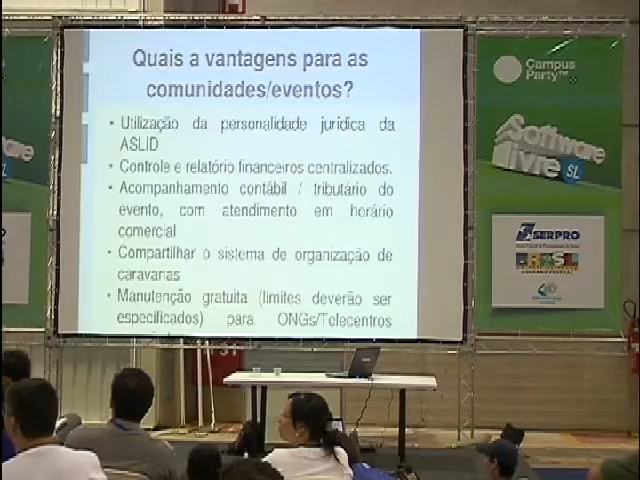 Quais a vantagens para as
comunidades/eventos?
• Utilização da personalidade jurídica da
ASLID
• Controle e relatório financeiros centralizados.
• Acompanhamento contábil / tributário do
evento, com atendimento em horário
comercial
• Compartilhar o sistema de organização de
caravanas
• Manutenção gratuita (limites deverão ser
especificados) para ONGs/Telecentros
Campus
Party
Software
livre SL
SERPRO
BRASIL